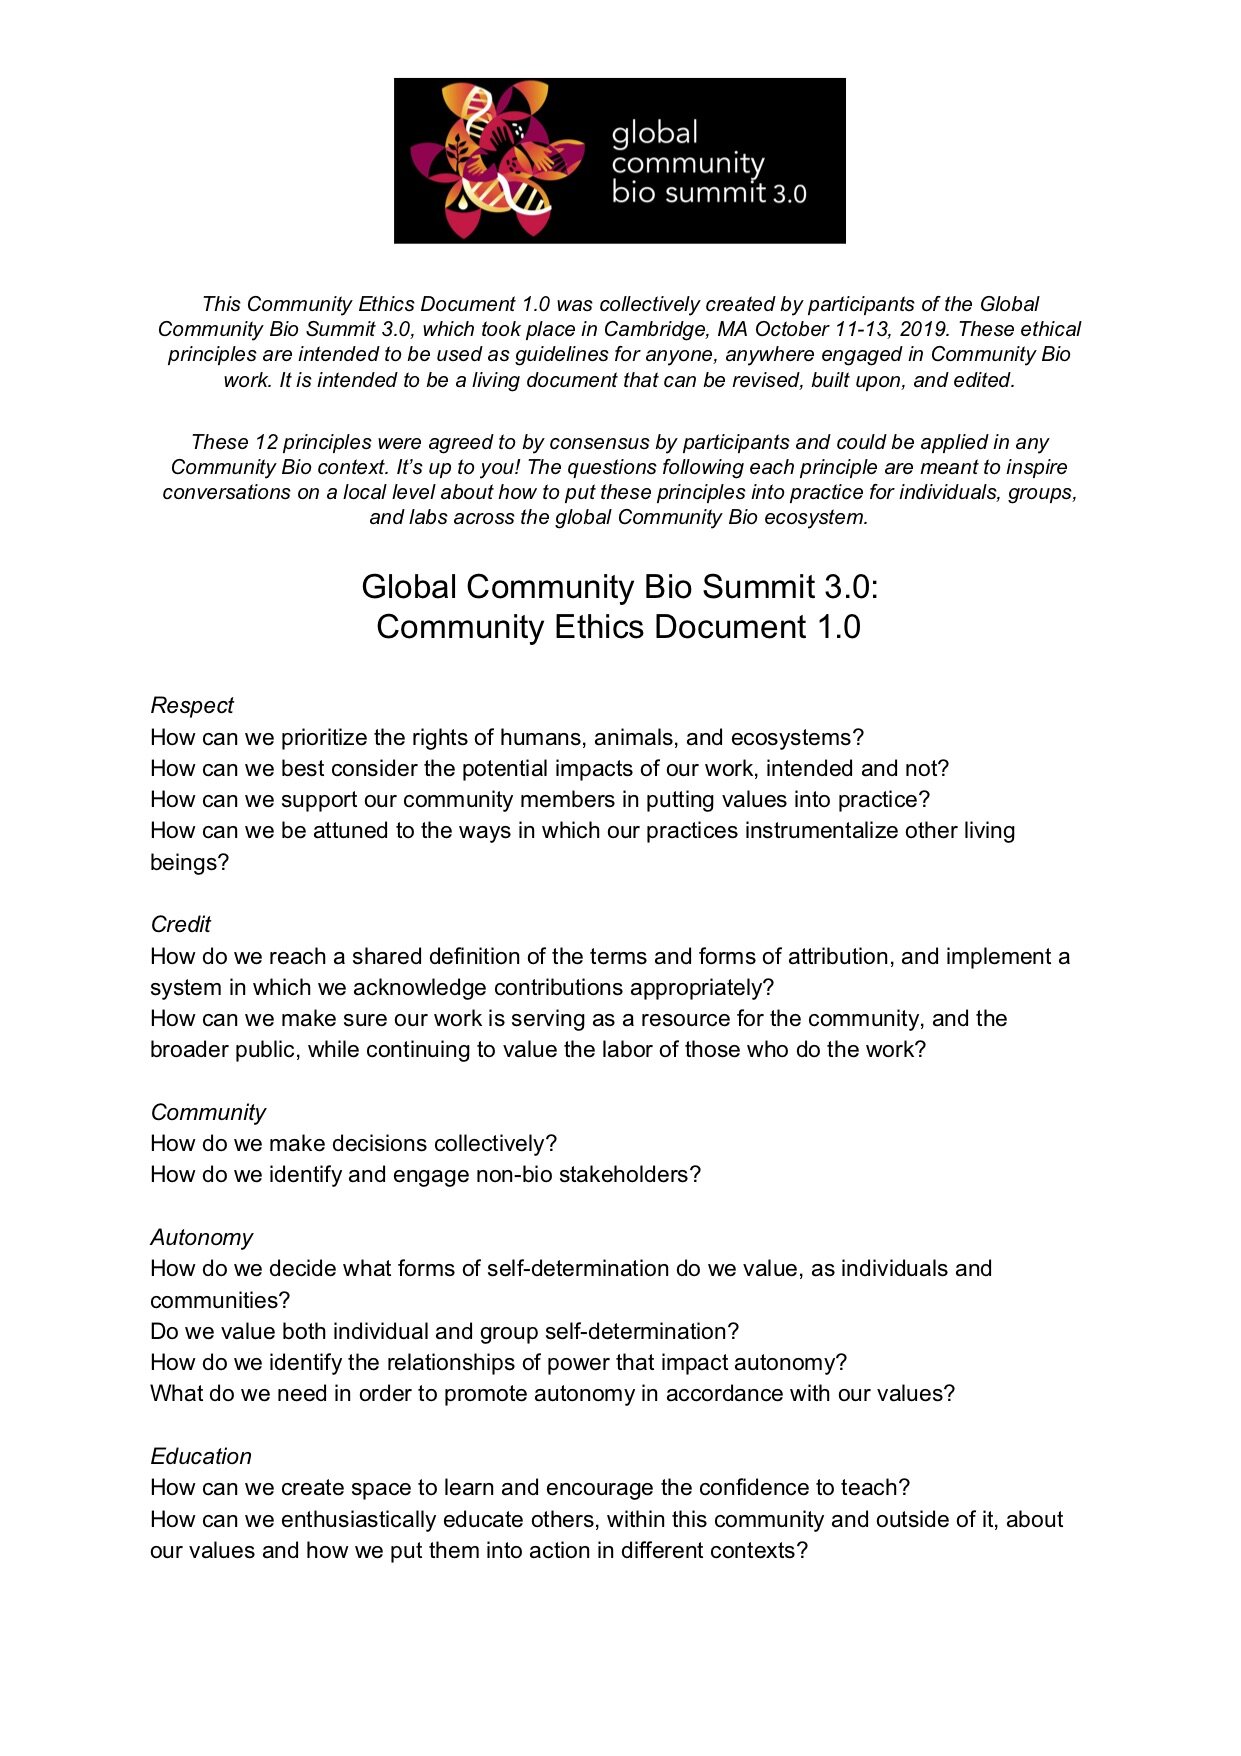 global
community
bio summit 3.0
This Community Ethics Document 1.0 was collectively created by participants of the Global
Community Bio Summit 3.0, which took place in Cambridge, MA October 11-13, 2019. These ethical
principles are intended to be used as guidelines for anyone, anywhere engaged in Community Bio
work. It is intended to be a living document that can be revised, built upon, and edited.
These 12 principles were agreed to by consensus by participants and could be applied in any
Community Bio context. It’s up to you! The questions following each principle are meant to inspire
conversations on a local level about how to put these principles into practice for individuals, groups,
and labs across the global Community Bio ecosystem.
Global Community Bio Summit 3.0:
Community Ethics Document 1.0
Respect
How can we prioritize the rights of humans, animals, and ecosystems?
How can we best consider the potential impacts of our work, intended and not?
How can we support our community members in putting values into practice?
How can we be attuned to the ways in which our practices instrumentalize other living
beings?
Credit
How do we reach a shared definition of the terms and forms of attribution, and implement a
system in which we acknowledge contributions appropriately?
How can we make sure our work is serving as a resource for the community, and the
broader public, while continuing to value the labor of those who do the work?
Community
How do we make decisions collectively?
How do we identify and engage non-bio stakeholders?
Autonomy
How do we decide what forms of self-determination do we value, as individuals and
communities?
Do we value both individual and group self-determination?
How do we identify the relationships of power that impact autonomy?
What do we need in order to promote autonomy in accordance with our values?
Education
How can we create space to learn and encourage the confidence to teach?
How can we enthusiastically educate others, within this community and outside of it, about
our values and how we put them into action in different contexts?